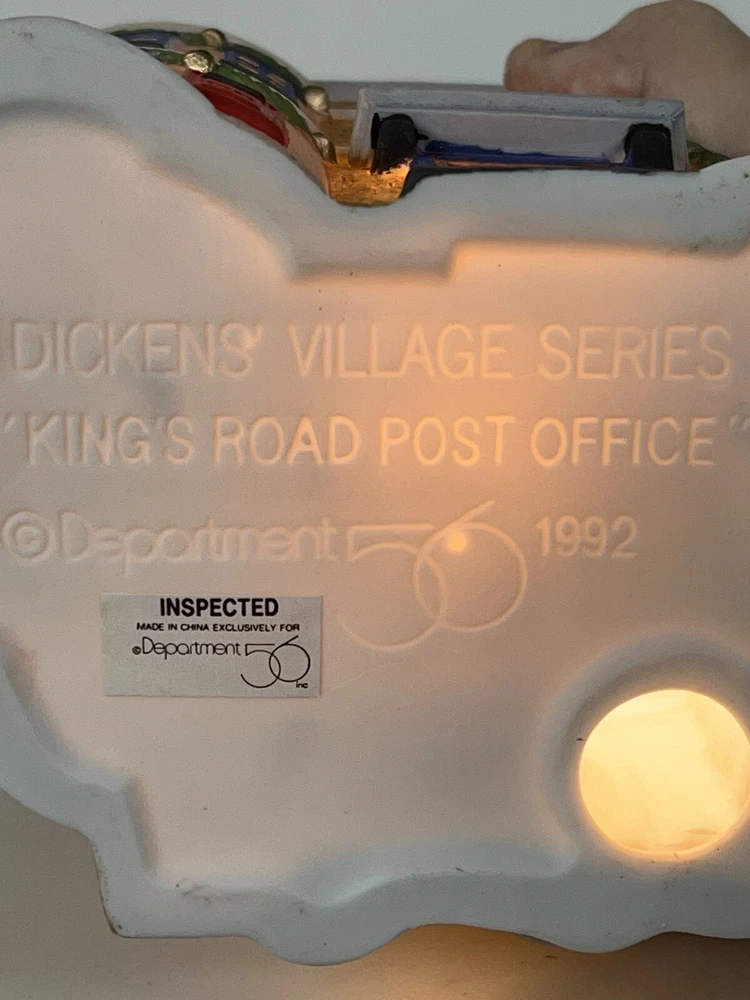 DICKENS' VILLAGE SERIES
"KING'S ROAD POST OFFICE"
©Department 56 1992
INSPECTED
MADE IN CHINA EXCLUSIVELY FOR
©Department 56
inc